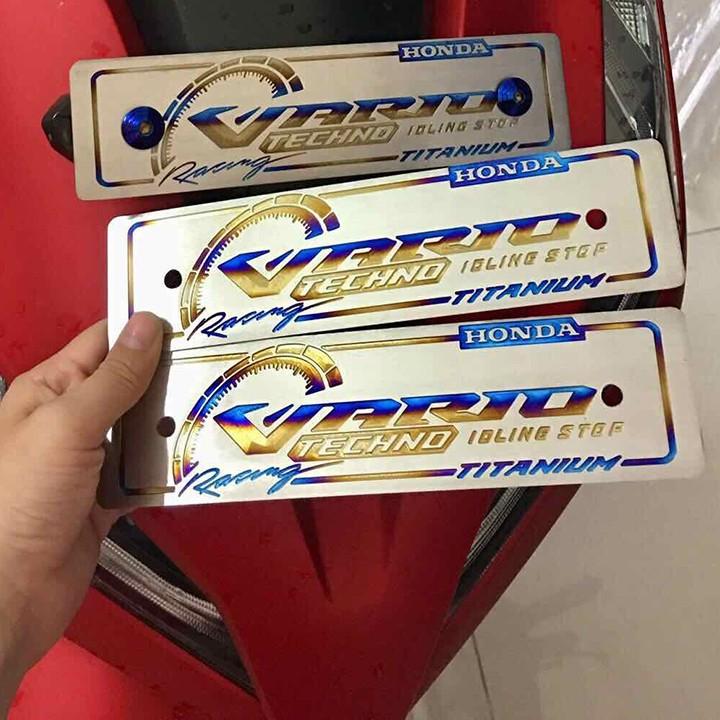 HONDA
VARIO
TECHNO IDLING STOP
Racing TITANIUM
HONDA
VARIO
TECHNO IDLING STOP
Racing TITANIUM
HONDA
VARIO
TECHNO IDLING STOP
Racing TITANIUM